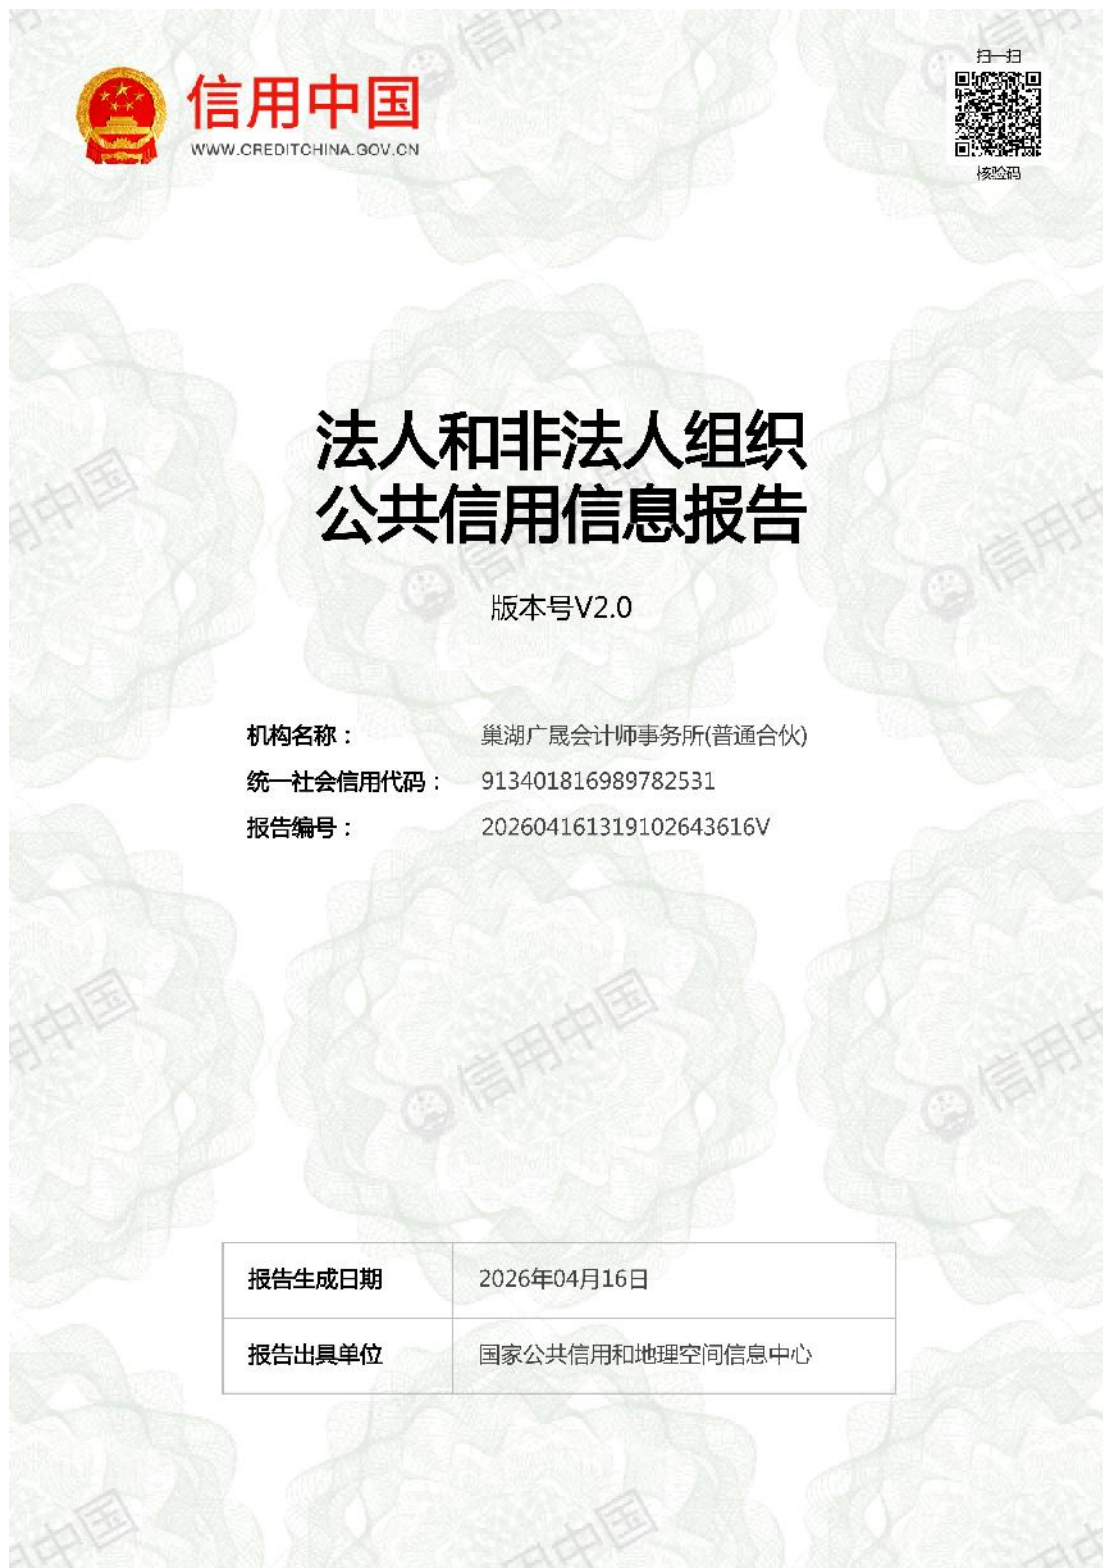 信用中国
WWW.CREDITCHINA.GOV.CN
扫一扫
核验码
法人和非法人组织
公共信用信息报告
版本号V2.0
机构名称： 巢湖广晟会计师事务所(普通合伙)
统一社会信用代码： 913401816989782531
报告编号： 202604161319102643616V
报告生成日期 2026年04月16日
报告出具单位 国家公共信用和地理空间信息中心
信用中国